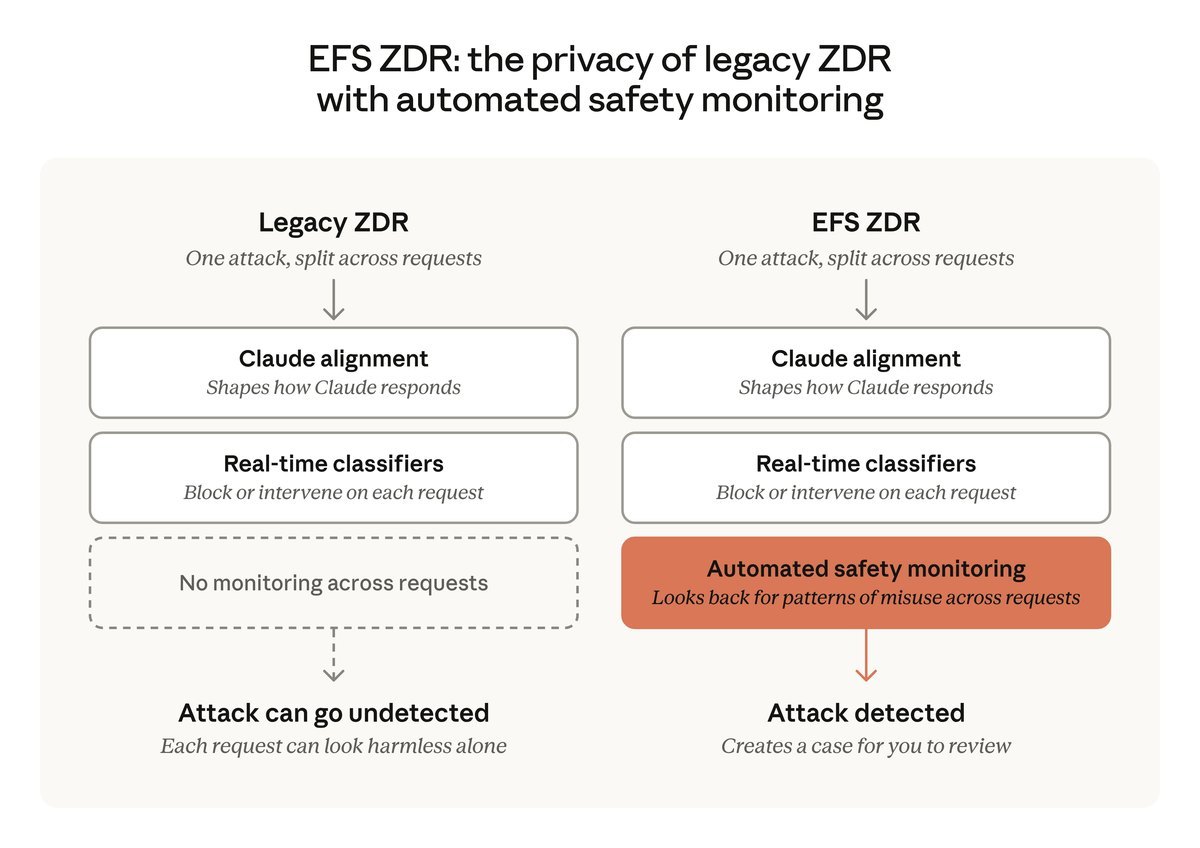 EFS ZDR: the privacy of legacy ZDR
with automated safety monitoring
Legacy ZDR
One attack, split across requests
Claude alignment
Shapes how Claude responds
Real-time classifiers
Block or intervene on each request
No monitoring across requests
Attack can go undetected
Each request can look harmless alone
EFS ZDR
One attack, split across requests
Claude alignment
Shapes how Claude responds
Real-time classifiers
Block or intervene on each request
Automated safety monitoring
Looks back for patterns of misuse across requests
Attack detected
Creates a case for you to review